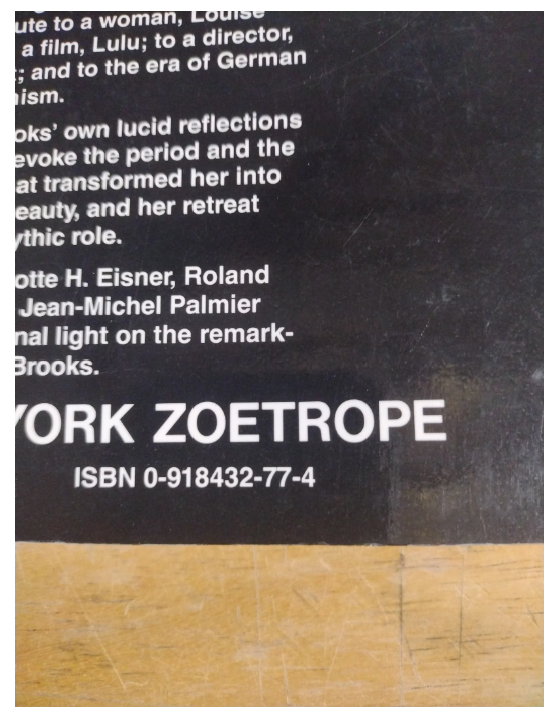 ute to a woman, Louise
a film, Lulu; to a director,
; and to the era of German
ism.
oks' own lucid reflections
evoke the period and the
at transformed her into
eauty, and her retreat
ythic role.
otte H. Eisner, Roland
Jean-Michel Palmier
nal light on the remark-
Brooks.
YORK ZOETROPE
ISBN 0-918432-77-4